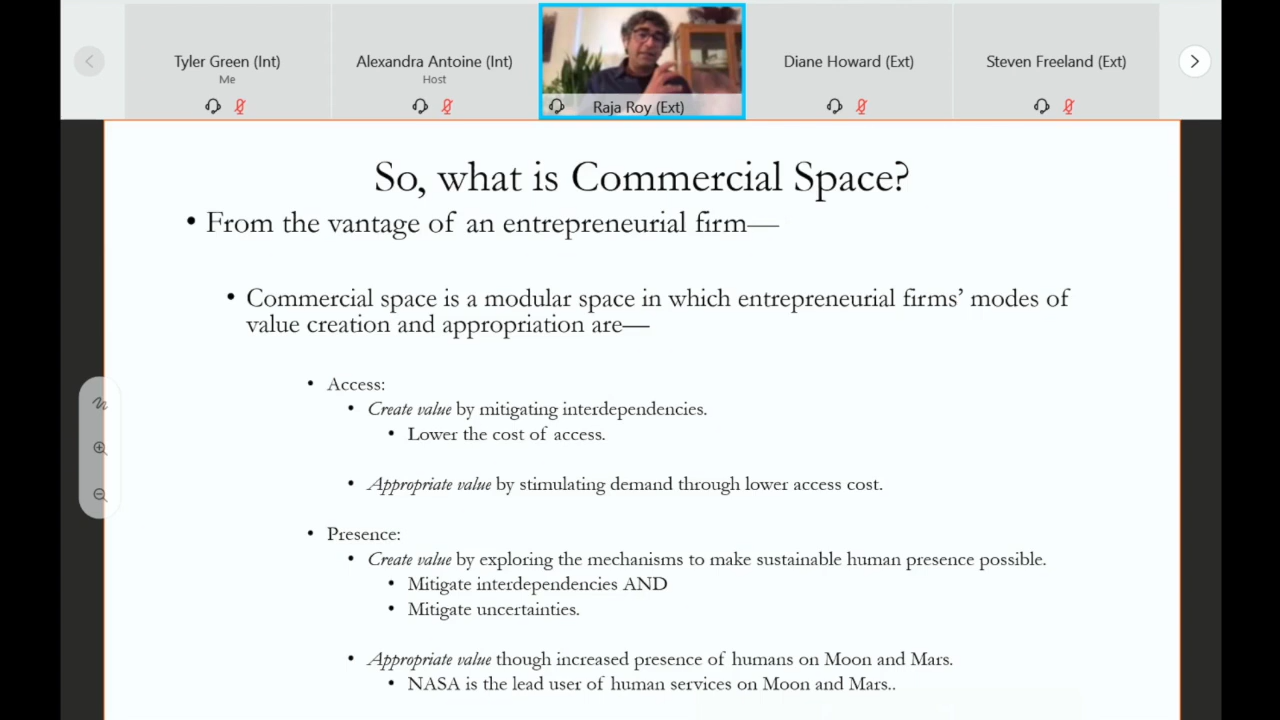 Tyler Green (Int)
Me
Alexandra Antoine (Int)
Host
Raja Roy (Ext)
Diane Howard (Ext)
Steven Freeland (Ext)
So, what is Commercial Space?
• From the vantage of an entrepreneurial firm—
• Commercial space is a modular space in which entrepreneurial firms’ modes of
value creation and appropriation are—
• Access:
• Create value by mitigating interdependencies.
• Lower the cost of access.
• Appropriate value by stimulating demand through lower access cost.
• Presence:
• Create value by exploring the mechanisms to make sustainable human presence possible.
• Mitigate interdependencies AND
• Mitigate uncertainties.
• Appropriate value though increased presence of humans on Moon and Mars.
• NASA is the lead user of human services on Moon and Mars..